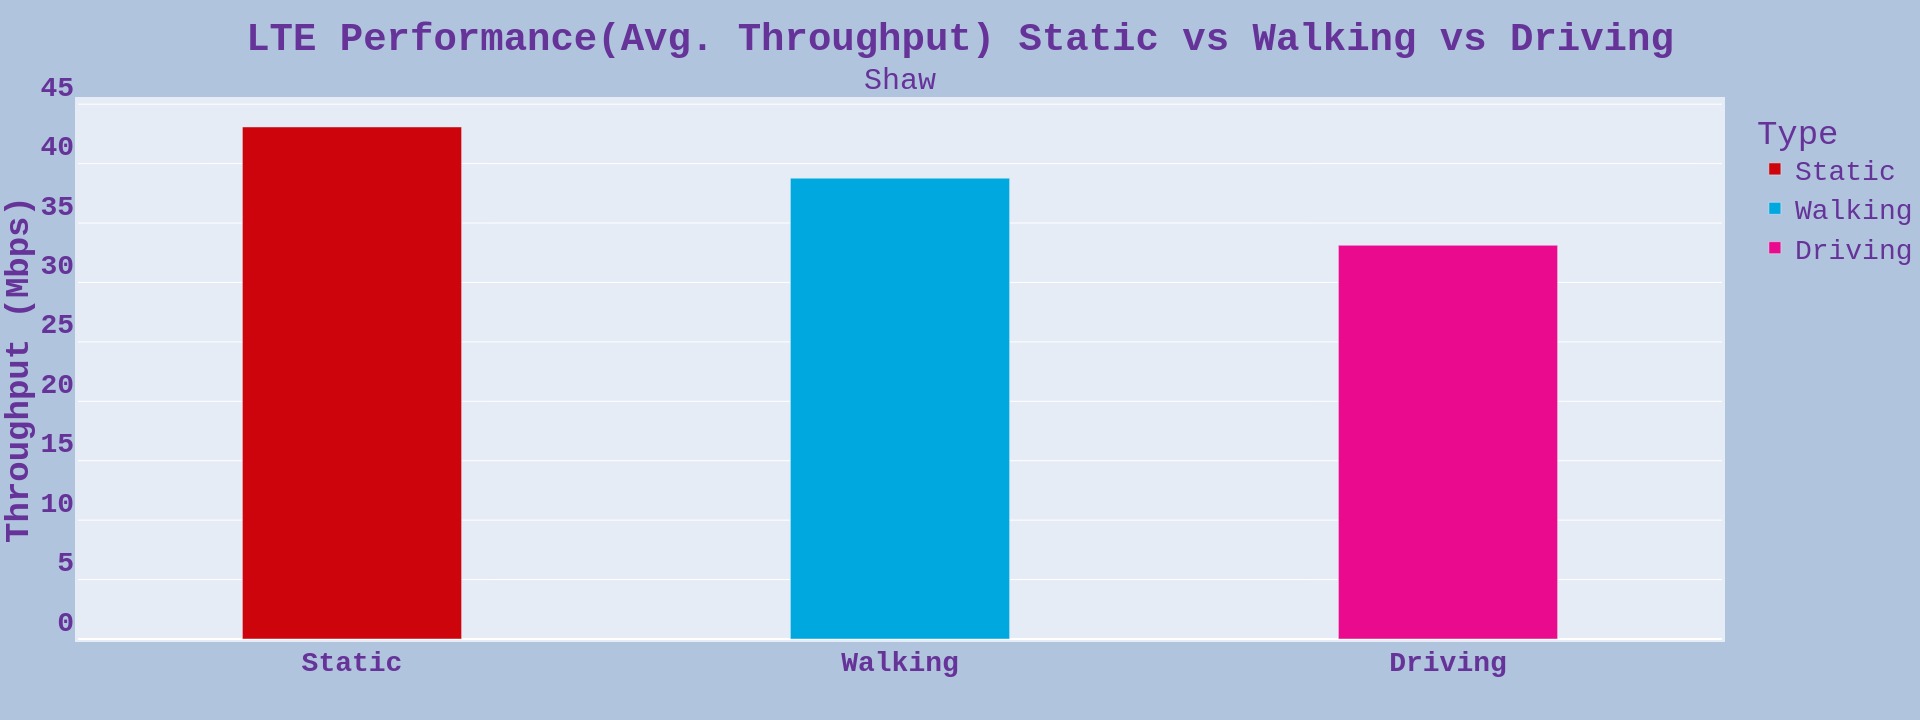 LTE Performance(Avg. Throughput) Static vs Walking vs Driving
Shaw
Throughput (Mbps)
45
40
35
30
25
20
15
10
5
0
Static
Walking
Driving
Type
Static
Walking
Driving